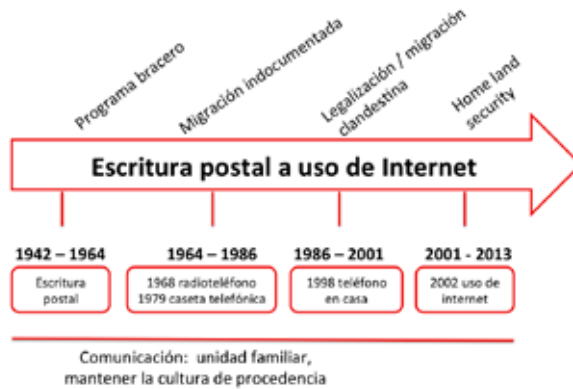 Programa bracero
Migración indocumentada
Legalización / migración
clandestina
Home land
security
Escritura postal a uso de Internet
1942 – 1964
1964 – 1986
1986 – 2001
2001 - 2013
Escritura
postal
1968 radioteléfono
1979 caseta telefónica
1998 teléfono
en casa
2002 uso de
internet
Comunicación: unidad familiar,
mantener la cultura de procedencia